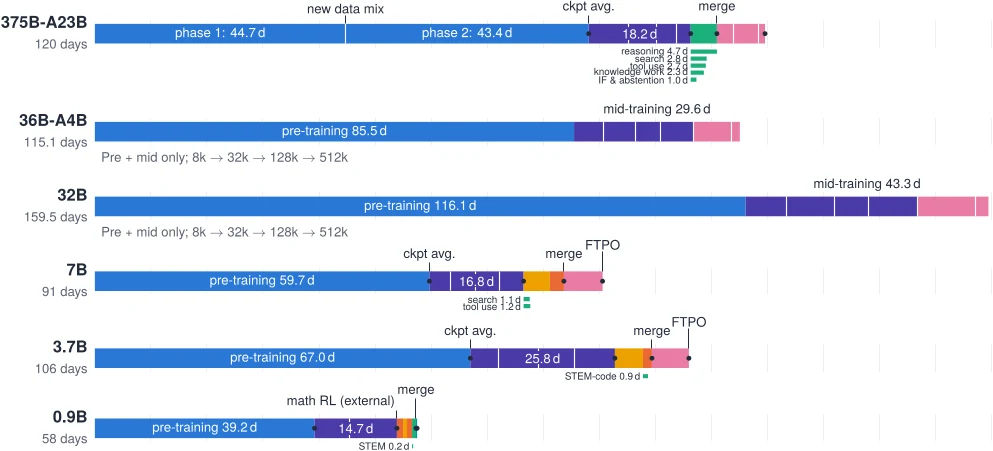 new data mix
ckpt avg.
merge
375B-A23B
120 days
phase 1: 44.7 d
phase 2: 43.4 d
18.2 d
reasoning 4.7 d
search 2.8 d
tool use 2.7 d
knowledge work 2.3 d
IF & abstention 1.0 d
mid-training 29.6 d
36B-A4B
115.1 days
pre-training 85.5 d
Pre + mid only; 8k → 32k → 128k → 512k
mid-training 43.3 d
32B
159.5 days
pre-training 116.1 d
Pre + mid only; 8k → 32k → 128k → 512k
ckpt avg.
merge
FTPO
7B
91 days
pre-training 59.7 d
16.8 d
search 1.1 d
tool use 1.2 d
ckpt avg.
merge
FTPO
3.7B
106 days
pre-training 67.0 d
25.8 d
STEM-code 0.9 d
math RL (external)
merge
0.9B
58 days
pre-training 39.2 d
14.7 d
STEM 0.2 d